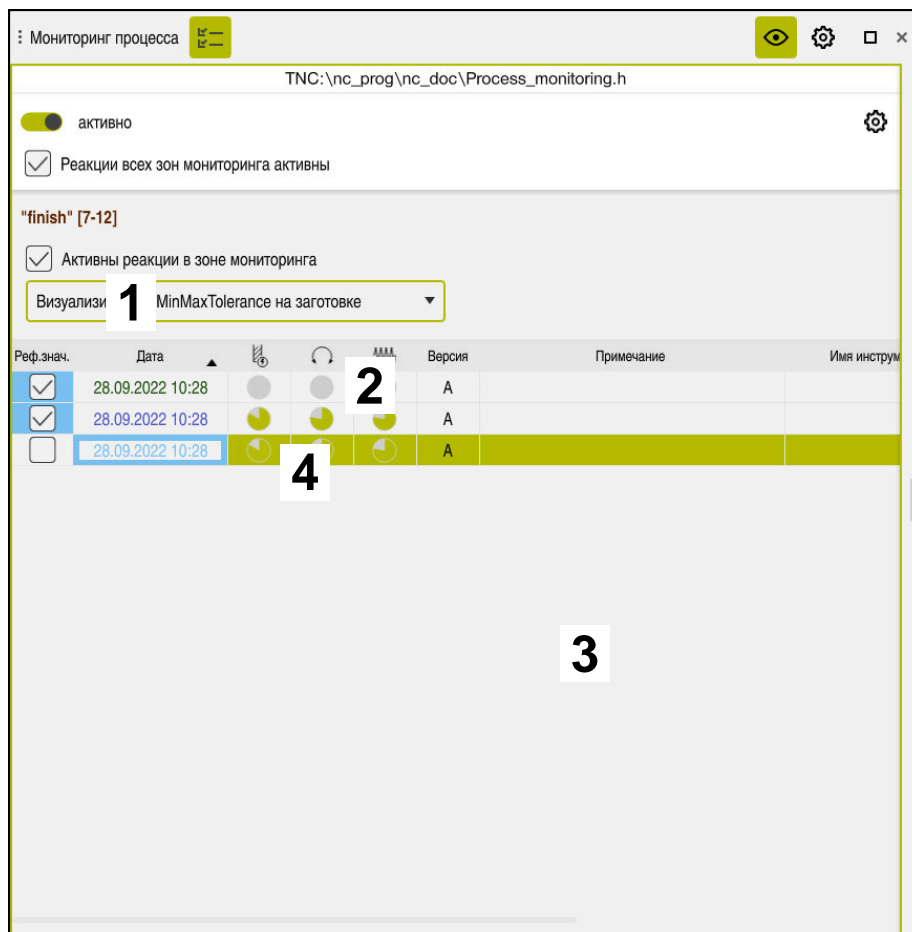 Мониторинг процесса
TNC:\nc_prog\nc_doc\Process_monitoring.h
активно
Реакции всех зон мониторинга активны
"finish" [7-12]
Активны реакции в зоне мониторинга
1
MinMaxTolerance на заготовке
Реф.знач. Дата Версия Примечание Имя инструм
2
28.09.2022 10:28 A
28.09.2022 10:28 A
28.09.2022 10:28 A
4
3